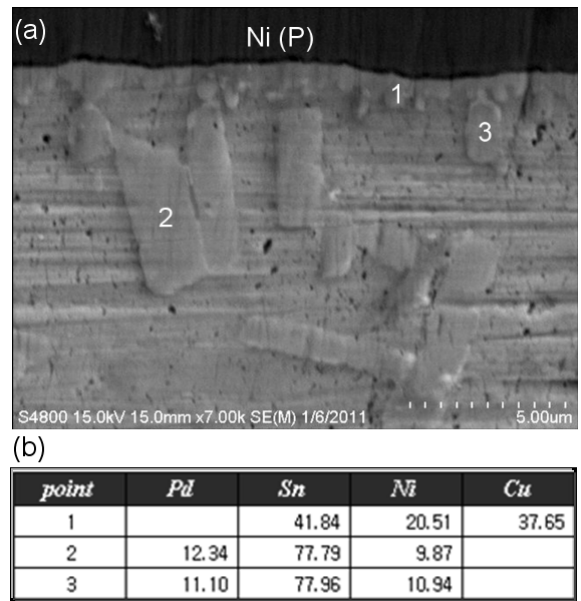 (a)
Ni (P)
1
3
2
S4800 15.0kV 15.0mm x7.00k SE(M) 1/6/2011 5.00um
(b)
point Pd Sn Ni Cu
1 41.84 20.51 37.65
2 12.34 77.79 9.87
3 11.10 77.96 10.94